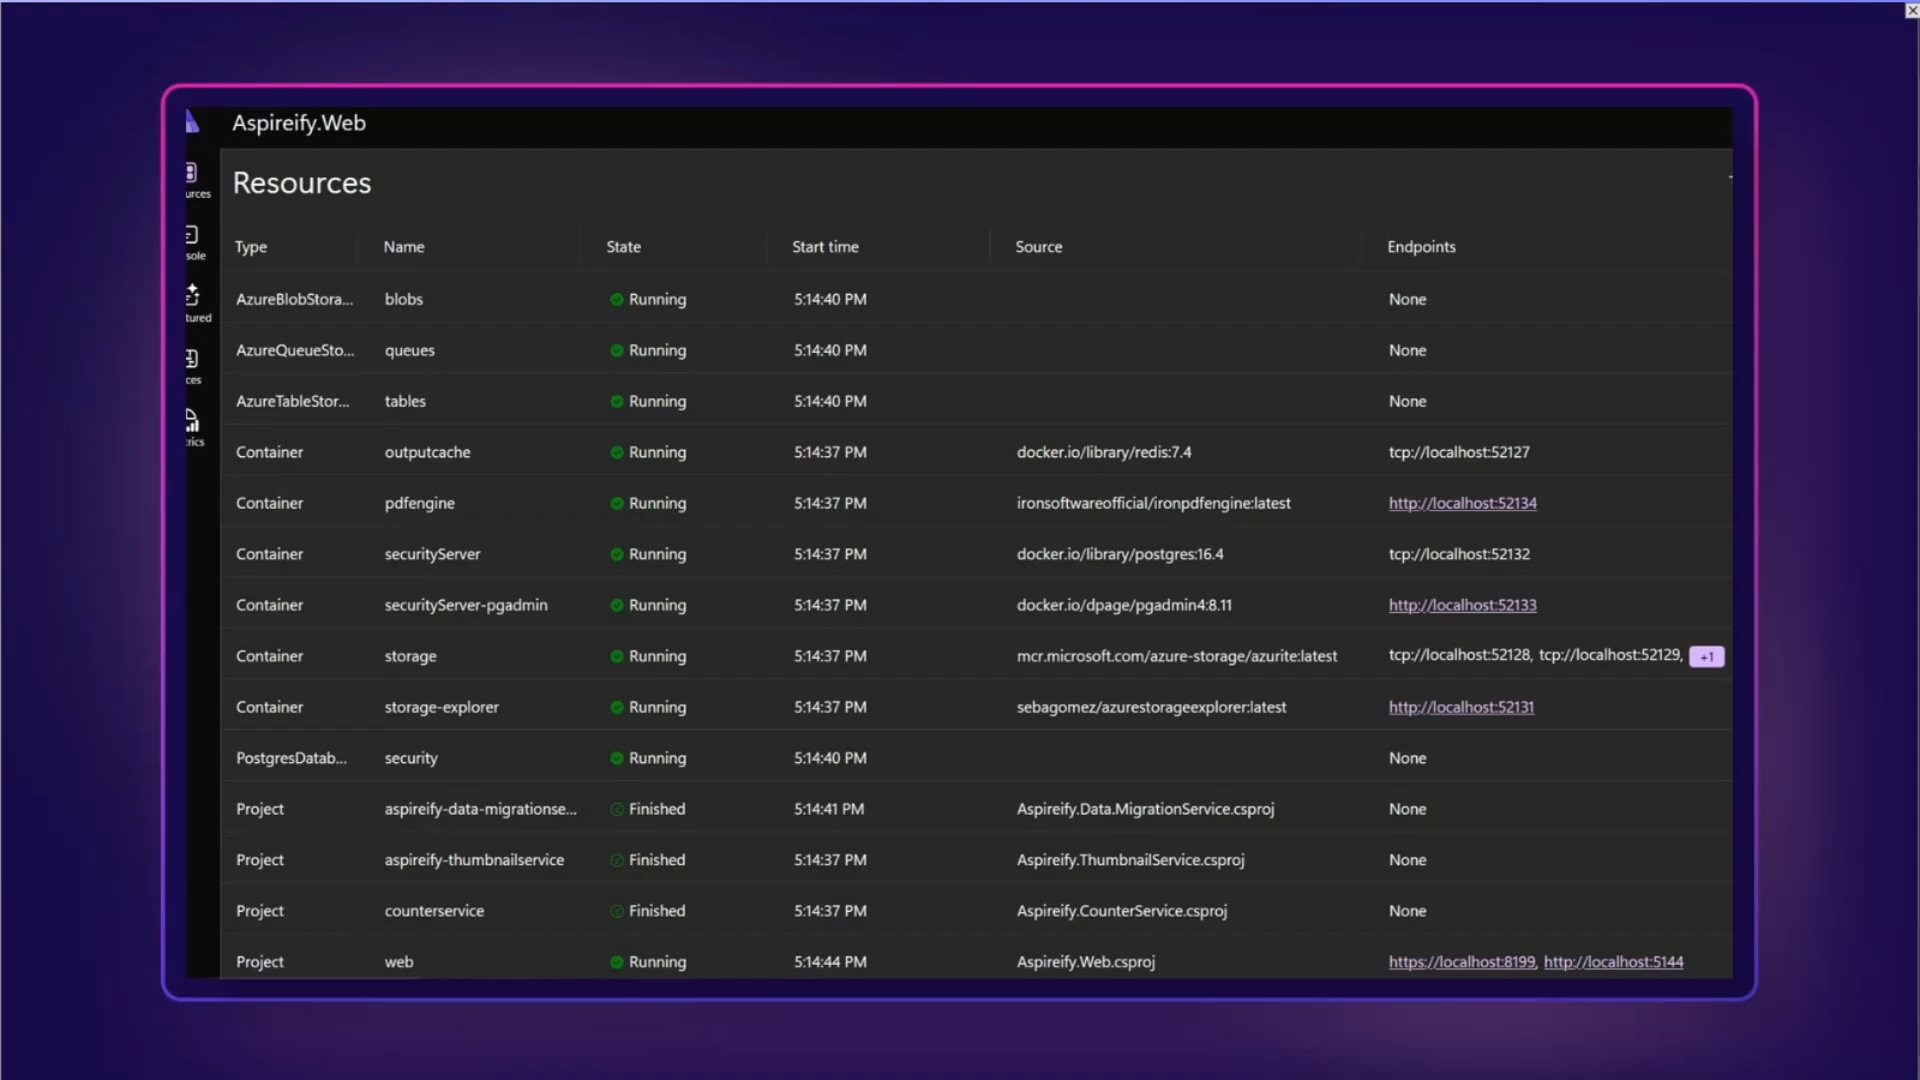 Aspireify.Web
Resources
urces
sole
tured
ces
rics
Type Name State Start time Source Endpoints
AzureBlobStora... blobs Running 5:14:40 PM None
AzureQueueSto... queues Running 5:14:40 PM None
AzureTableStor... tables Running 5:14:40 PM None
Container outputcache Running 5:14:37 PM docker.io/library/redis:7.4 tcp://localhost:52127
Container pdfengine Running 5:14:37 PM ironsoftwareofficial/ironpdfengine:latest http://localhost:52134
Container securityServer Running 5:14:37 PM docker.io/library/postgres:16.4 tcp://localhost:52132
Container securityServer-pgadmin Running 5:14:37 PM docker.io/dpage/pgadmin4:8.11 http://localhost:52133
Container storage Running 5:14:37 PM mcr.microsoft.com/azure-storage/azurite:latest tcp://localhost:52128, tcp://localhost:52129, +1
Container storage-explorer Running 5:14:37 PM sebagomez/azurestorageexplorer:latest http://localhost:52131
PostgresDatab... security Running 5:14:40 PM None
Project aspireify-data-migrationse... Finished 5:14:41 PM Aspireify.Data.MigrationService.csproj None
Project aspireify-thumbnailservice Finished 5:14:37 PM Aspireify.ThumbnailService.csproj None
Project counterservice Finished 5:14:37 PM Aspireify.CounterService.csproj None
Project web Running 5:14:44 PM Aspireify.Web.csproj https://localhost:8199, http://localhost:5144